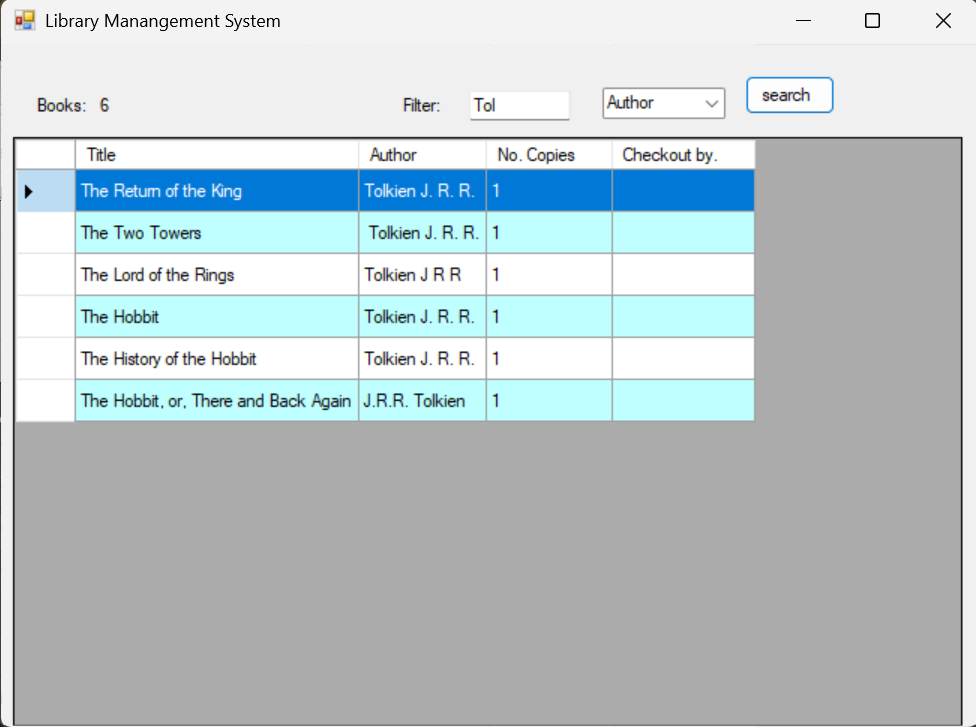 Library Manangement System
Books: 6 Filter: Tol Author search
Title Author No. Copies Checkout by.
The Return of the King Tolkien J. R. R. 1
The Two Towers Tolkien J. R. R. 1
The Lord of the Rings Tolkien J R R 1
The Hobbit Tolkien J. R. R. 1
The History of the Hobbit Tolkien J. R. R. 1
The Hobbit, or, There and Back Again J.R.R. Tolkien 1